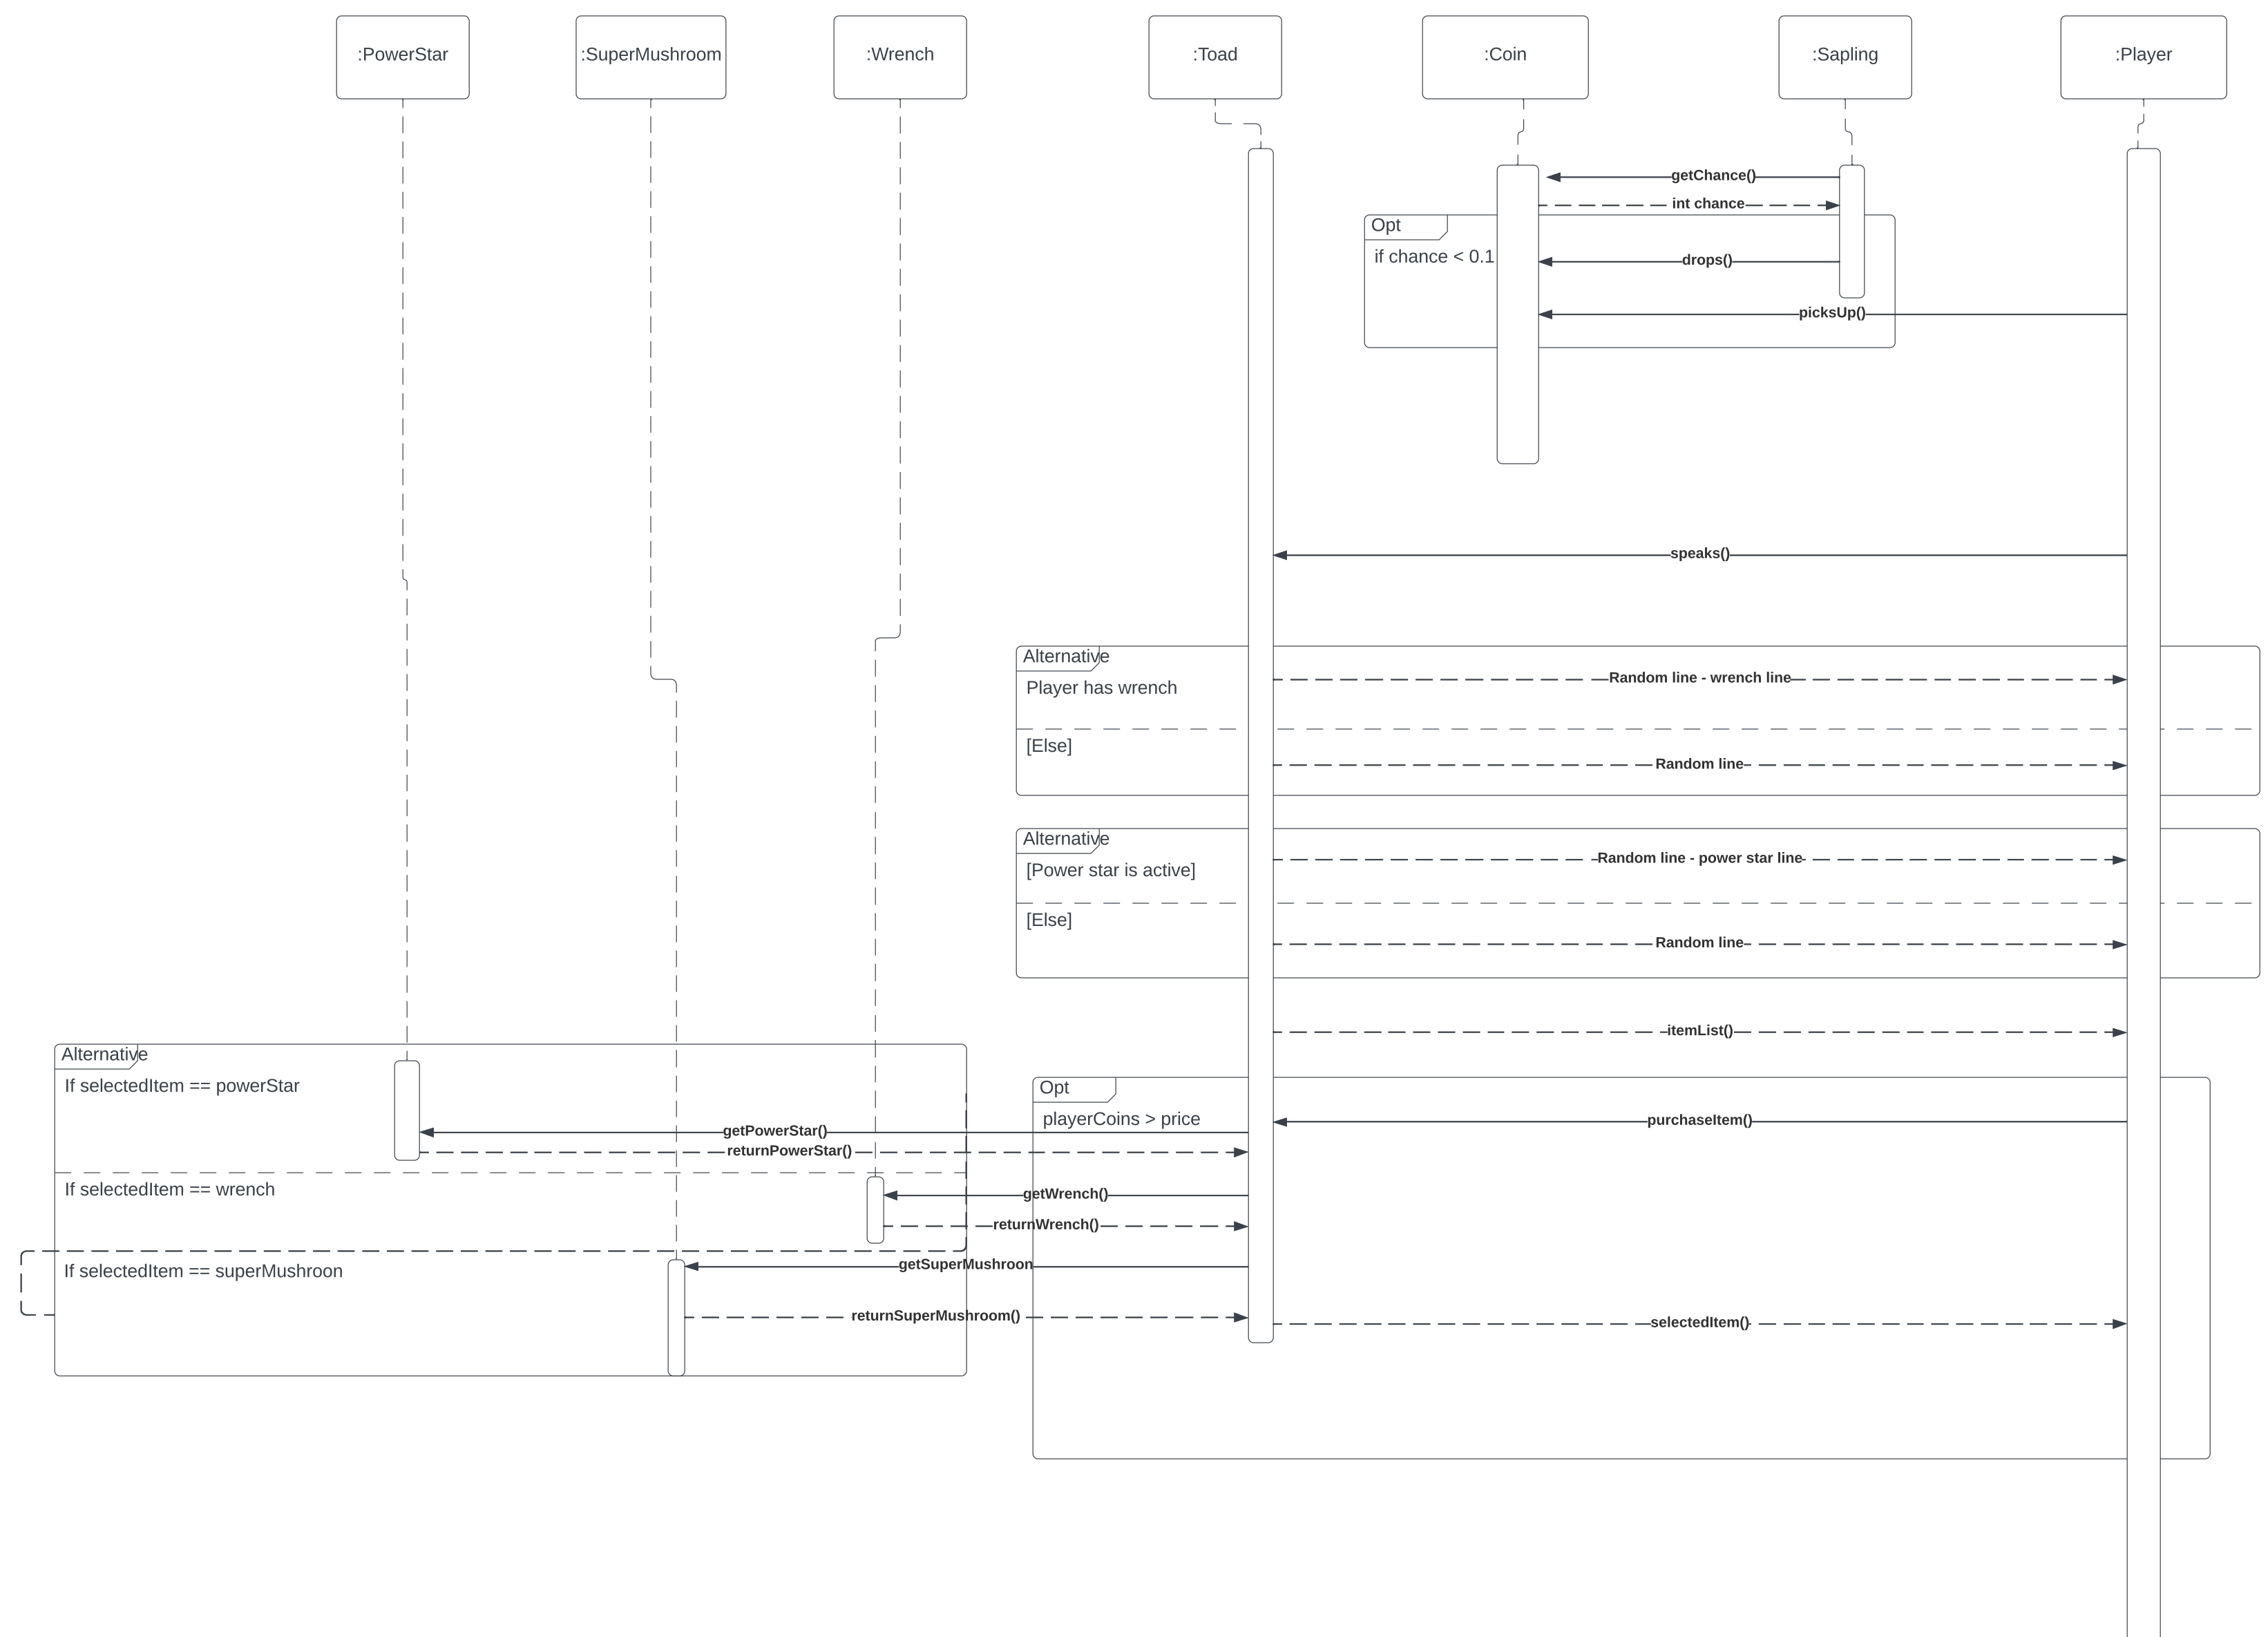 :PowerStar
:SuperMushroom
:Wrench
:Toad
:Coin
:Sapling
:Player
getChance()
int chance
Opt
if chance < 0.1
drops()
picksUp()
speaks()
Alternative
Player has wrench
Random line - wrench line
[Else]
Random line
Alternative
[Power star is active]
Random line - power star line
[Else]
Random line
itemList()
Alternative
If selectedItem == powerStar
Opt
playerCoins > price
purchaseItem()
getPowerStar()
returnPowerStar()
If selectedItem == wrench
getWrench()
returnWrench()
If selectedItem == superMushroon
getSuperMushroon
returnSuperMushroom()
selectedItem()